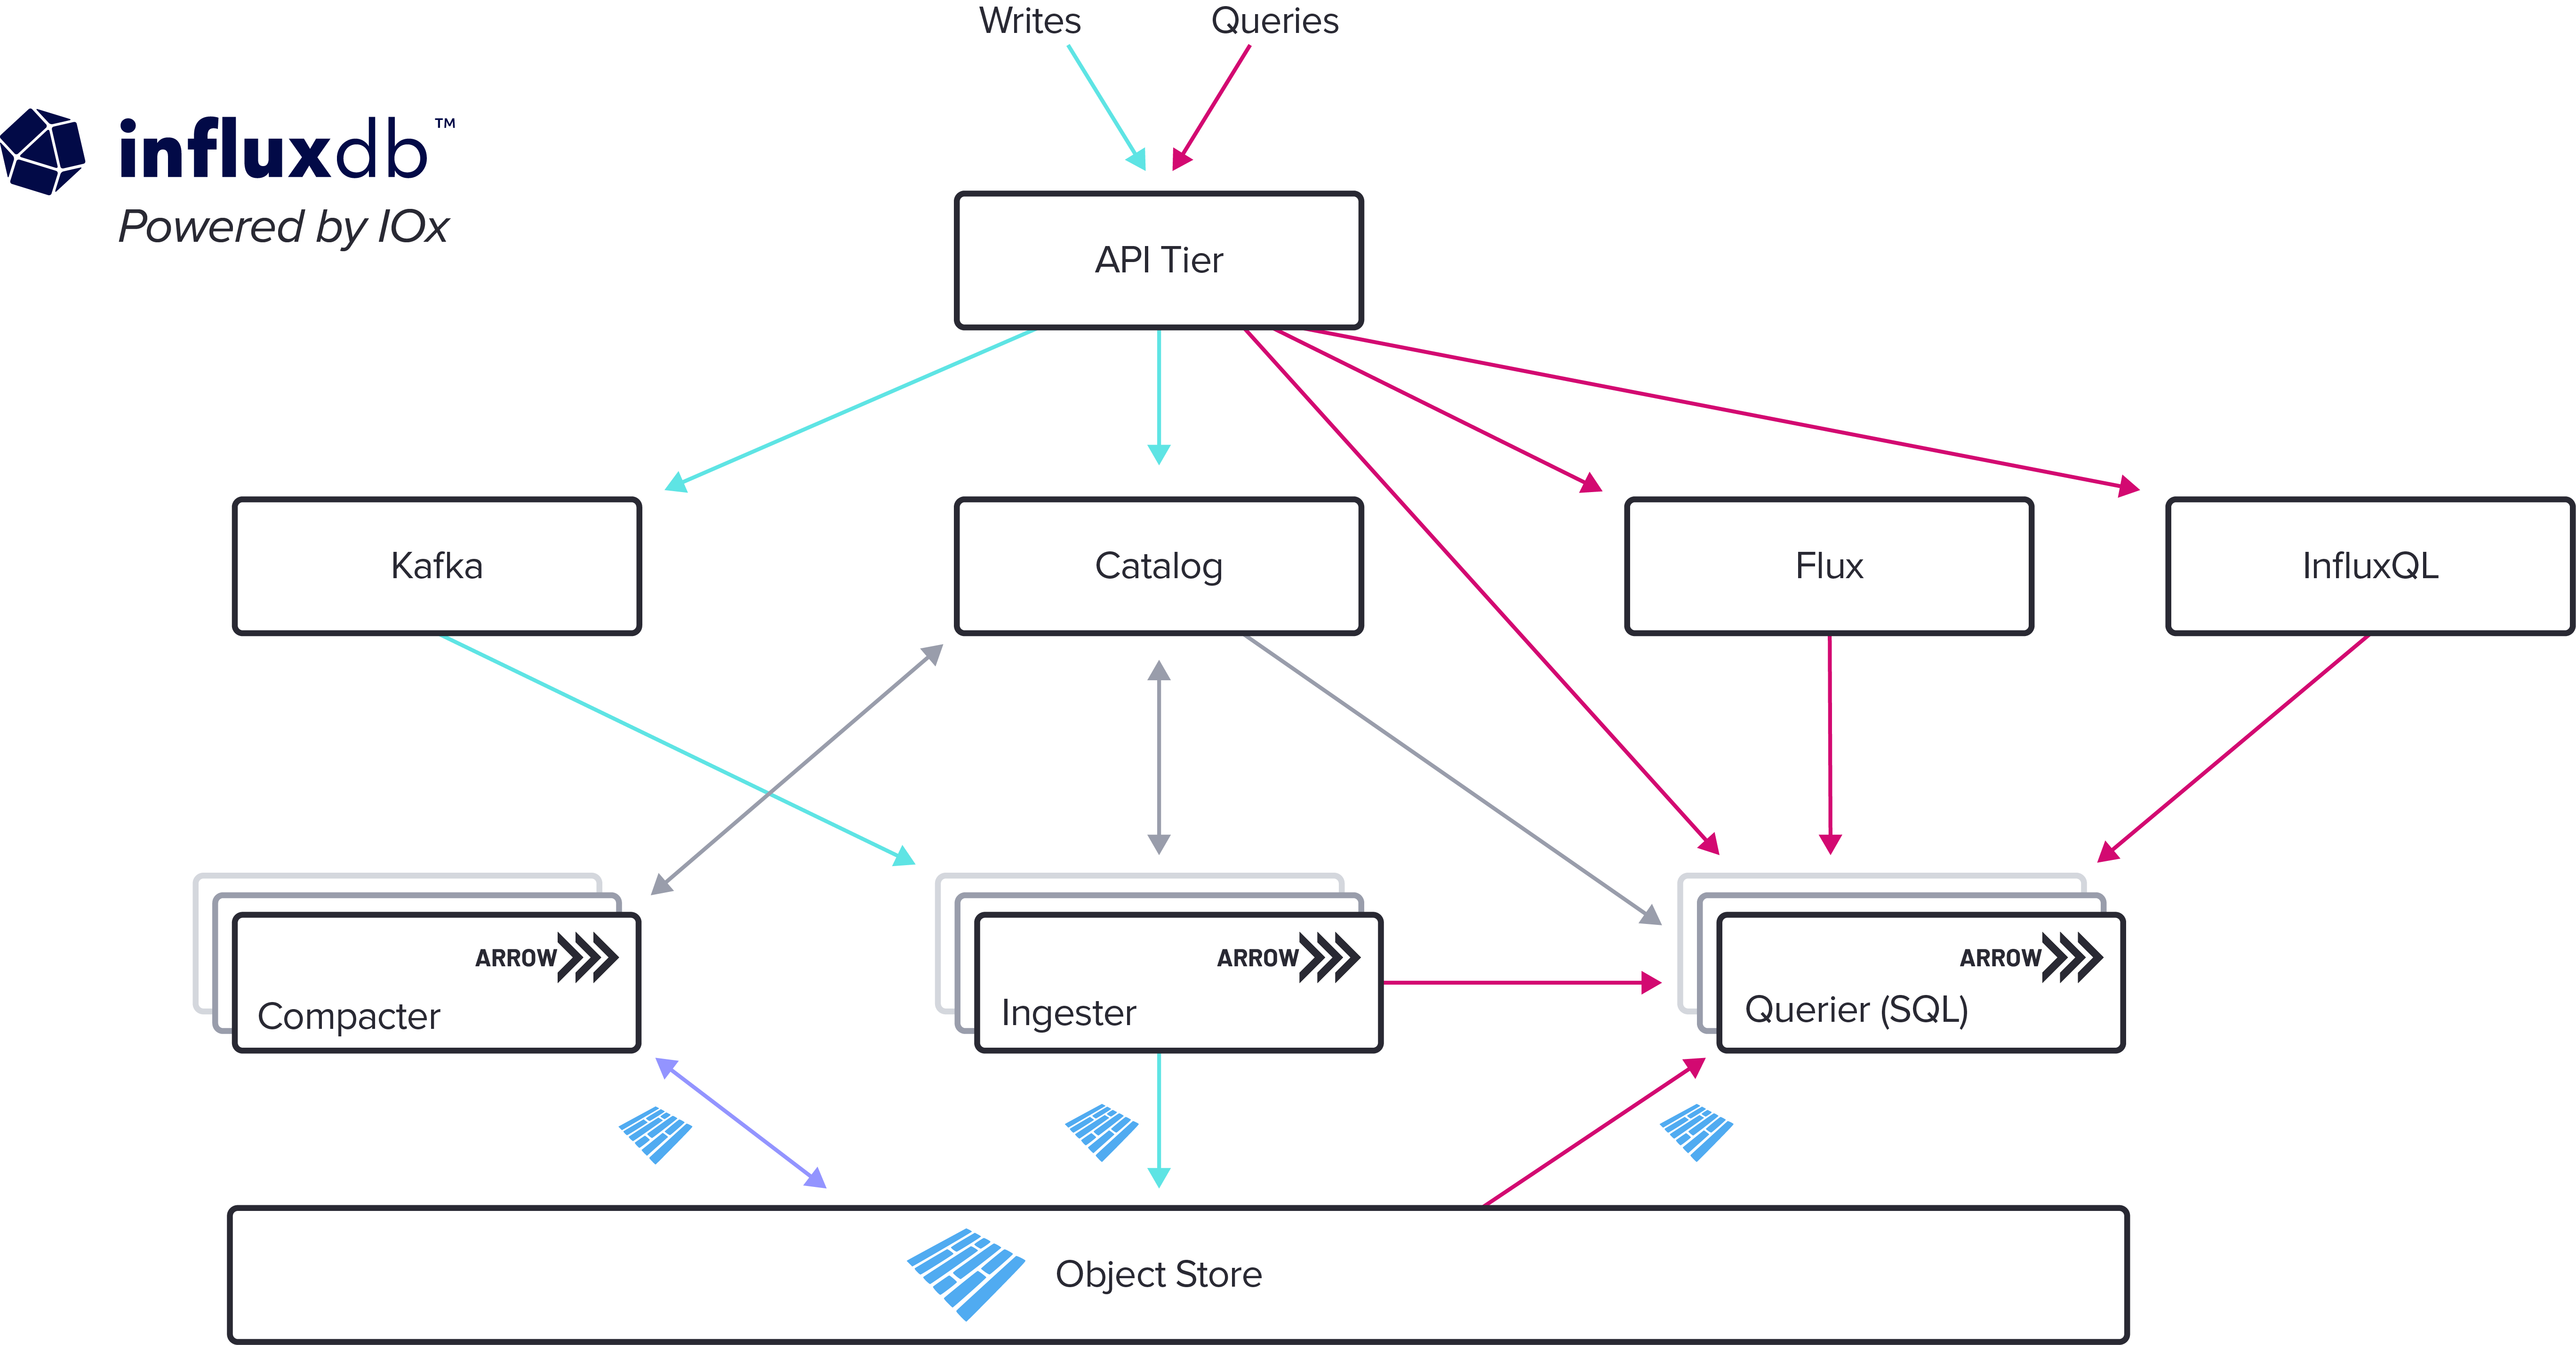 Writes
Queries
influxdb™
Powered by IOx
API Tier
Kafka
Catalog
Flux
InfluxQL
ARROW
Compacter
ARROW
Ingester
ARROW
Querier (SQL)
Object Store